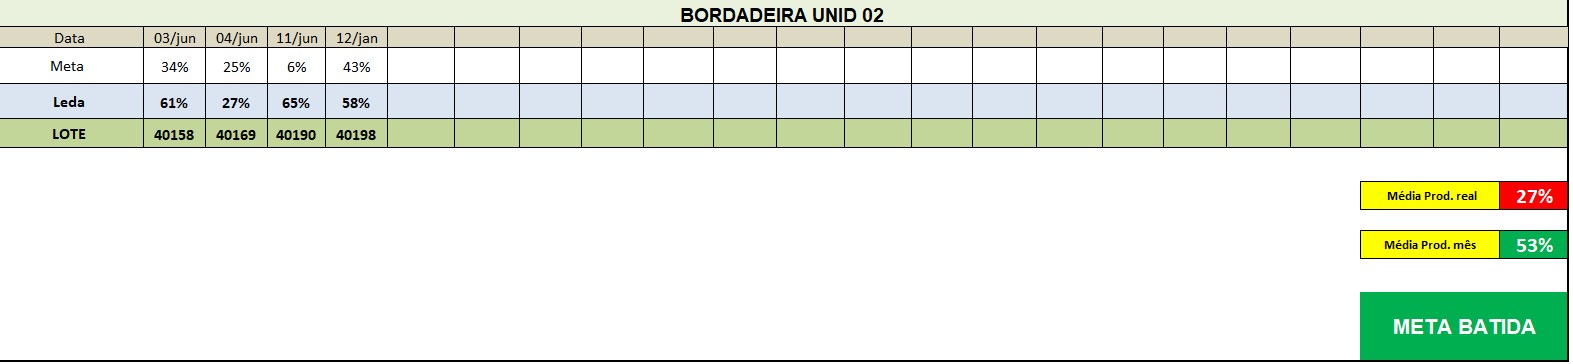 BORDADEIRA UNID 02
Data 03/jun 04/jun 11/jun 12/jan
Meta 34% 25% 6% 43%
Leda 61% 27% 65% 58%
LOTE 40158 40169 40190 40198
Média Prod. real 27%
Média Prod. mês 53%
META BATIDA